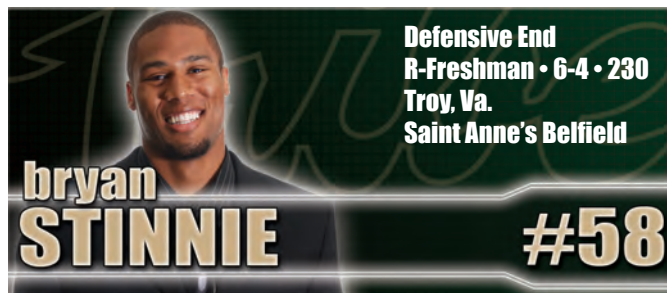 Defensive End
R-Freshman • 6-4 • 230
Troy, Va.
Saint Anne's Belfield
bryan
STINNIE
#58